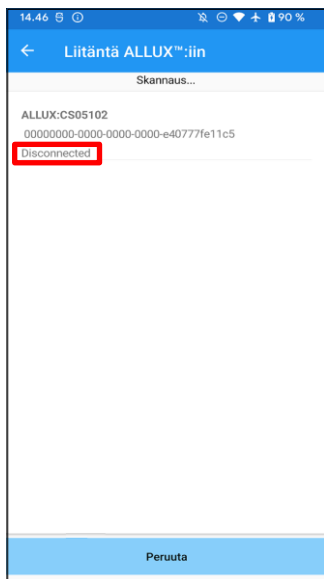 14.46 90 %
Liitäntä ALLUX™:iin
Skannaus...
ALLUX:CS05102
00000000-0000-0000-0000-e40777fe11c5
Disconnected
Peruuta